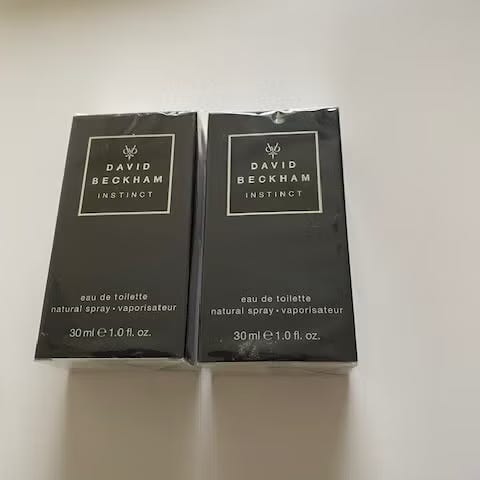 DAVID
BECKHAM
INSTINCT
eau de toilette
natural spray • vaporisateur
30 ml ℮ 1.0 fl. oz.
DAVID
BECKHAM
INSTINCT
eau de toilette
natural spray • vaporisateur
30 ml ℮ 1.0 fl. oz.